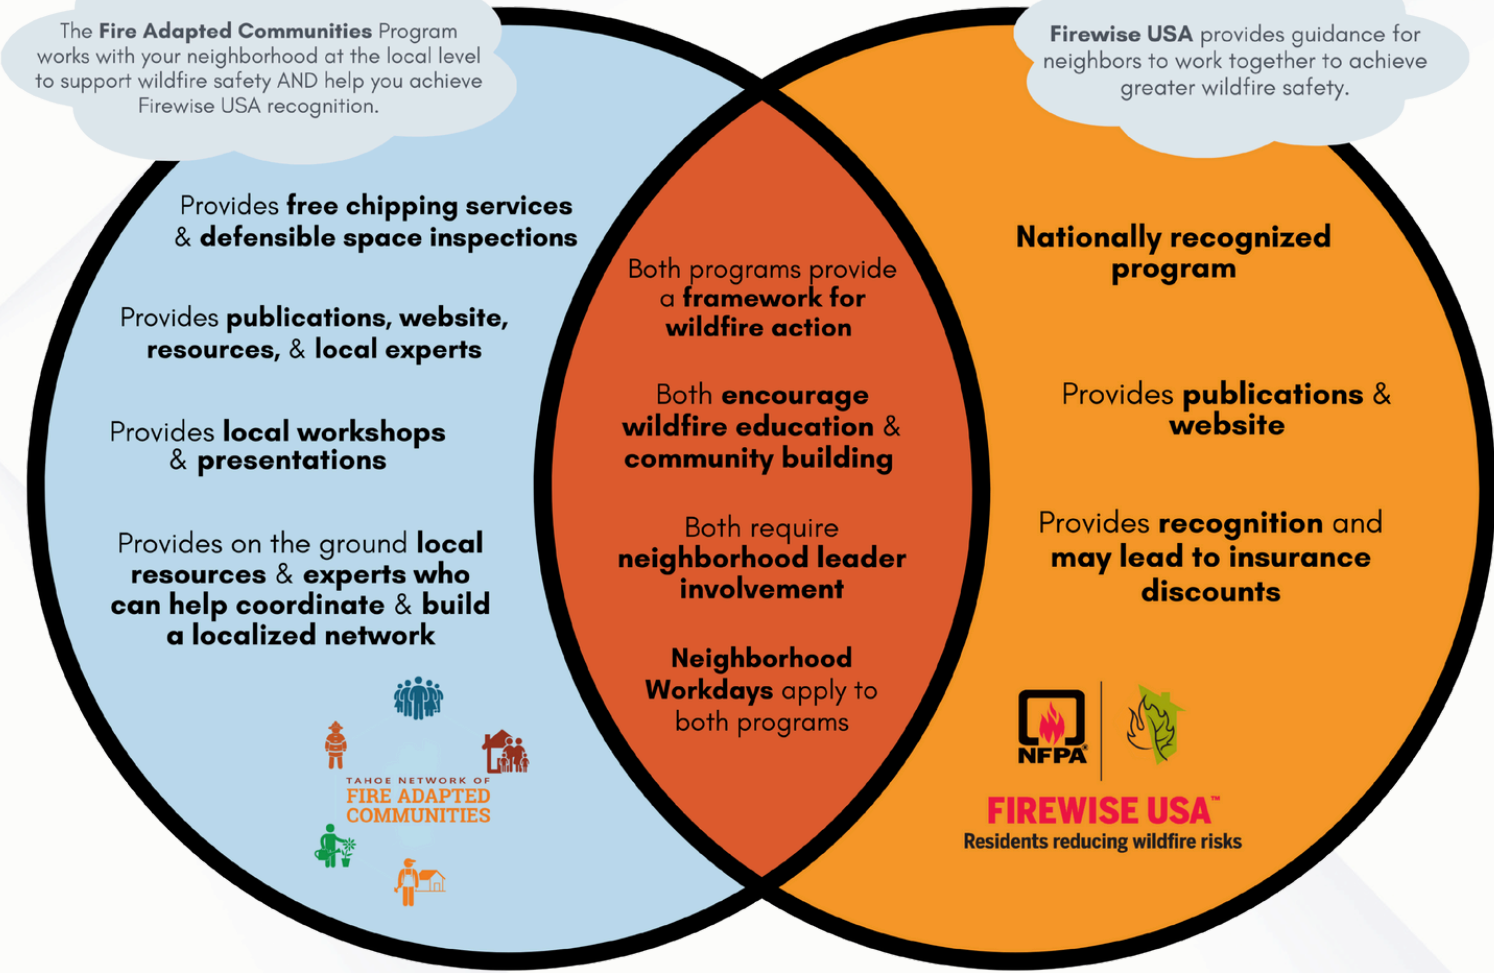 The Fire Adapted Communities Program
works with your neighborhood at the local level
to support wildfire safety AND help you achieve
Firewise USA recognition.
Provides free chipping services
& defensible space inspections
Provides publications, website,
resources, & local experts
Provides local workshops
& presentations
Provides on the ground local
resources & experts who
can help coordinate & build
a localized network
TAHOE NETWORK OF
FIRE ADAPTED
COMMUNITIES
Both programs provide
a framework for
wildfire action
Both encourage
wildfire education &
community building
Both require
neighborhood leader
involvement
Neighborhood
Workdays apply to
both programs
Firewise USA provides guidance for
neighbors to work together to achieve
greater wildfire safety.
Nationally recognized
program
Provides publications &
website
Provides recognition and
may lead to insurance
discounts
NFPA®
FIREWISE USA™
Residents reducing wildfire risks